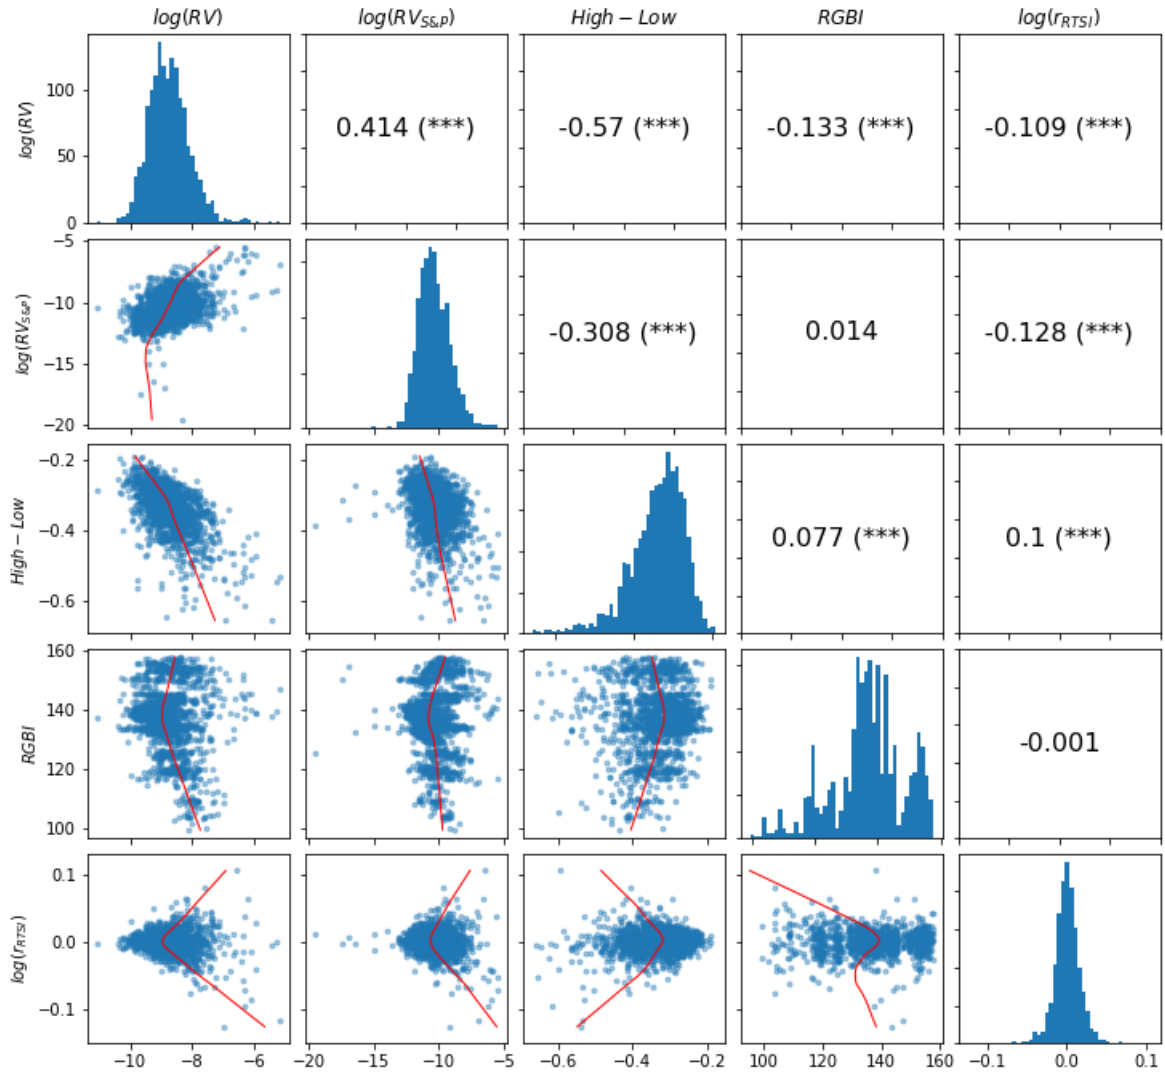 log(RV) log(RV_S&P) High − Low RGBI log(r_RTSI)
log(RV)
100
50
0
0.414 (***) -0.57 (***) -0.133 (***) -0.109 (***)
log(RV_S&P)
−5
−10
−15
−20
-0.308 (***) 0.014 -0.128 (***)
High − Low
−0.2
−0.4
−0.6
0.077 (***) 0.1 (***)
RGBI
160
140
120
100
-0.001
log(r_RTSI)
0.1
0.0
−0.1
−10 −8 −6 −20 −15 −10 −5 −0.6 −0.4 −0.2 100 120 140 160 −0.1 0.0 0.1